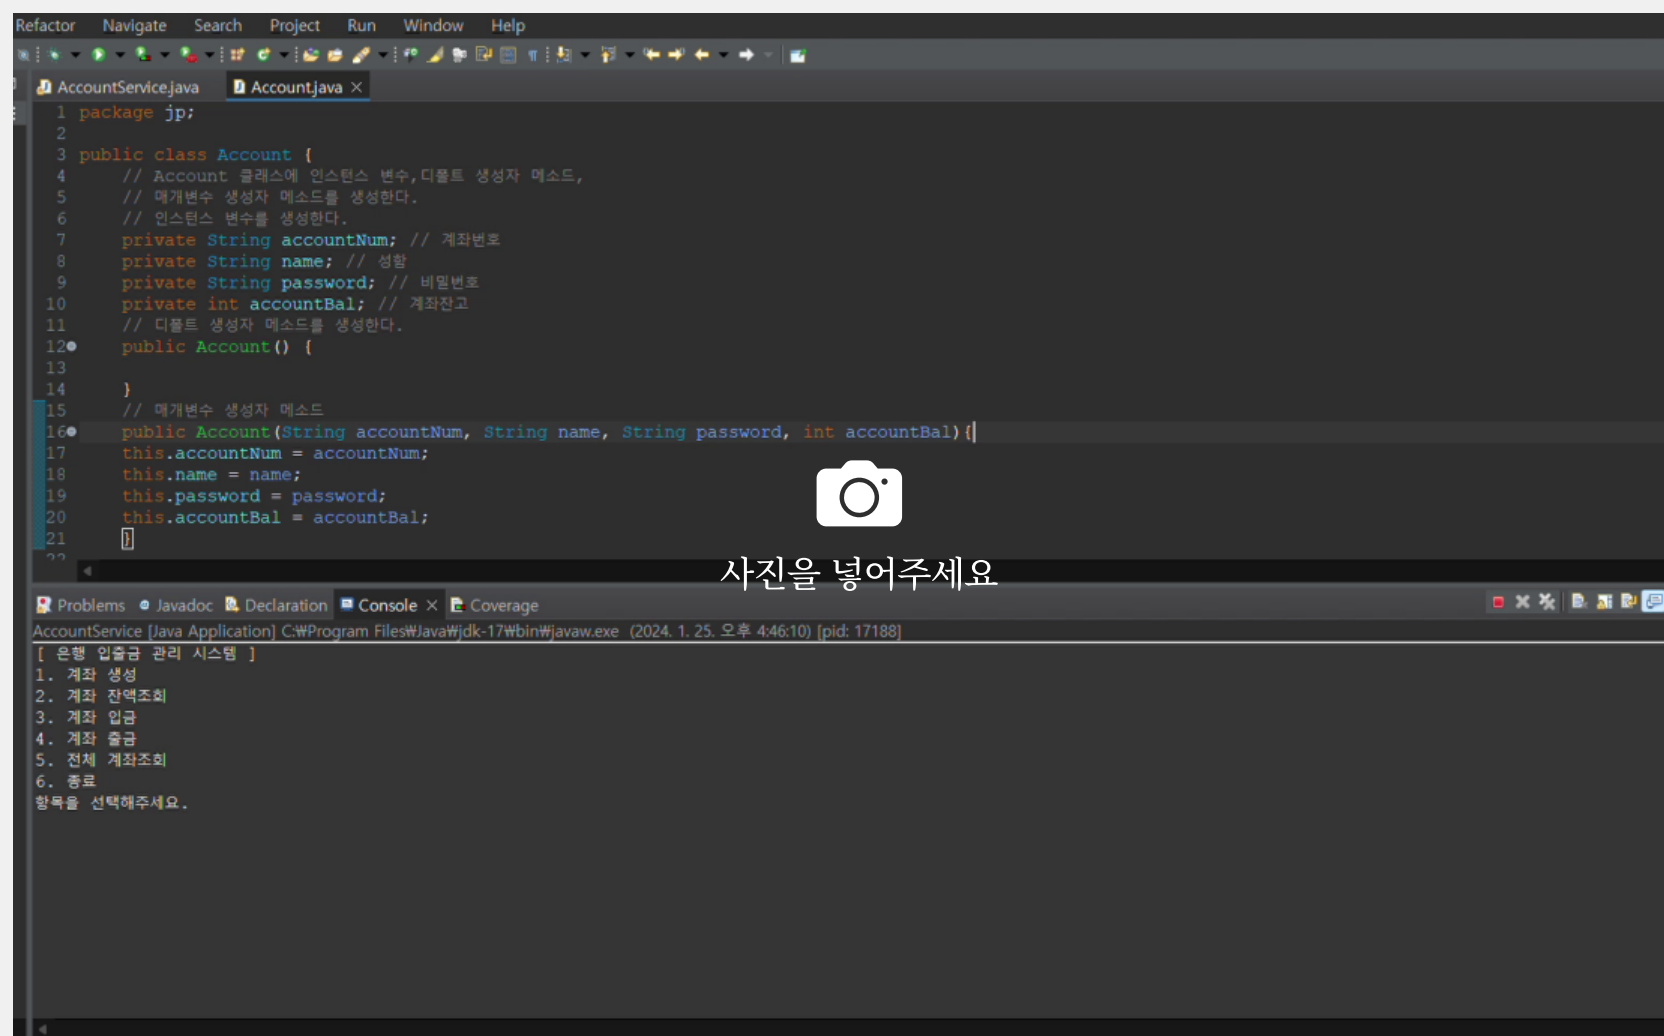 Refactor Navigate Search Project Run Window Help
AccountService.java Account.java
1 package jp;
2
3 public class Account {
4 // Account 클래스에 인스턴스 변수,디폴트 생성자 메소드,
5 // 매개변수 생성자 메소드를 생성한다.
6 // 인스턴스 변수를 생성한다.
7 private String accountNum; // 계좌번호
8 private String name; // 성함
9 private String password; // 비밀번호
10 private int accountBal; // 계좌잔고
11 // 디폴트 생성자 메소드를 생성한다.
12 public Account() {
13
14 }
15 // 매개변수 생성자 메소드
16 public Account(String accountNum, String name, String password, int accountBal){
17 this.accountNum = accountNum;
18 this.name = name;
19 this.password = password;
20 this.accountBal = accountBal;
21 }
22
사진을 넣어주세요
Problems Javadoc Declaration Console Coverage
AccountService [Java Application] C:₩Program Files₩Java₩jdk-17₩bin₩javaw.exe (2024. 1. 25. 오후 4:46:10) [pid: 17188]
[ 은행 입출금 관리 시스템 ]
1. 계좌 생성
2. 계좌 잔액조회
3. 계좌 입금
4. 계좌 출금
5. 전체 계좌조회
6. 종료
항목을 선택해주세요.